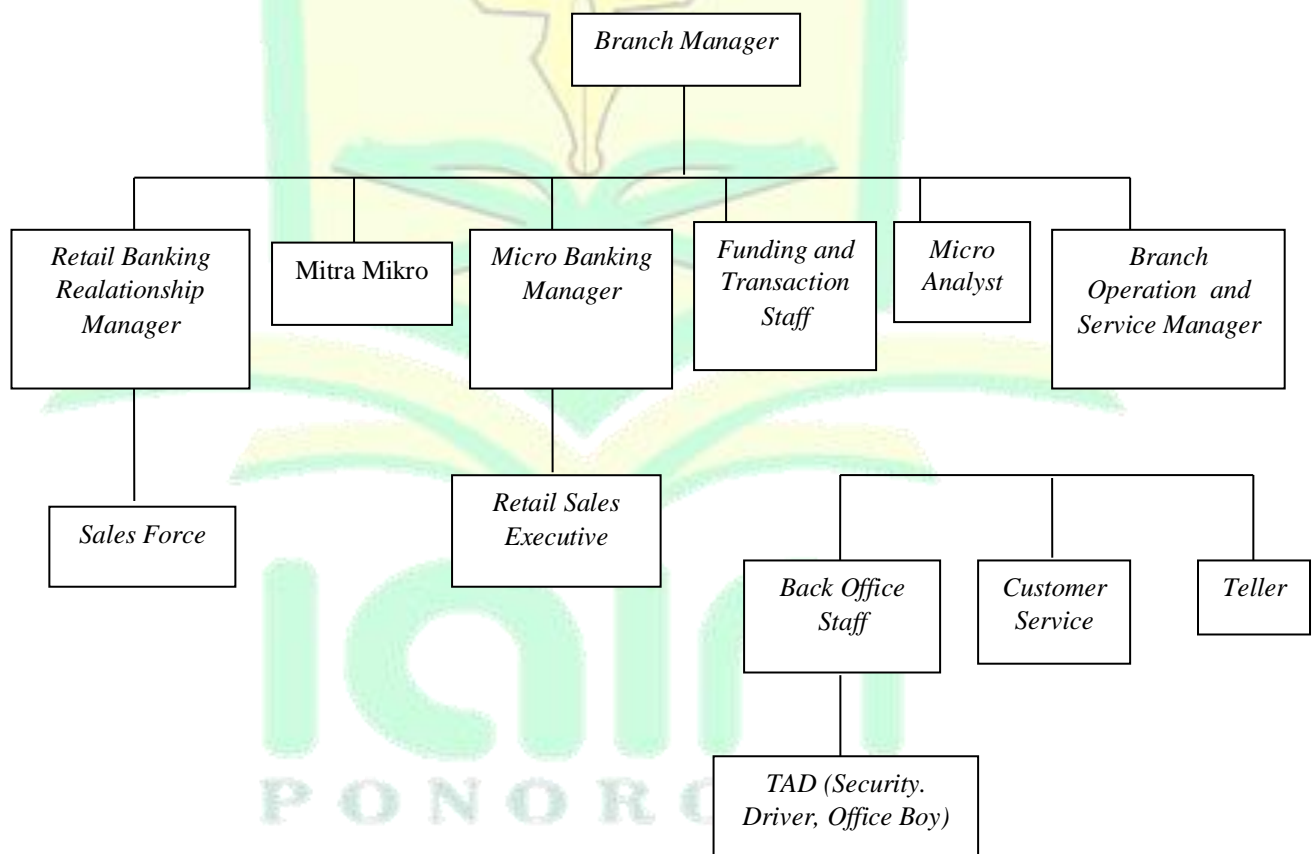 Branch Manager
Retail Banking
Realationship
Manager
Mitra Mikro
Micro Banking
Manager
Funding and
Transaction
Staff
Micro
Analyst
Branch
Operation and
Service Manager
Sales Force
Retail Sales
Executive
Back Office
Staff
Customer
Service
Teller
TAD (Security.
Driver, Office Boy)
iain